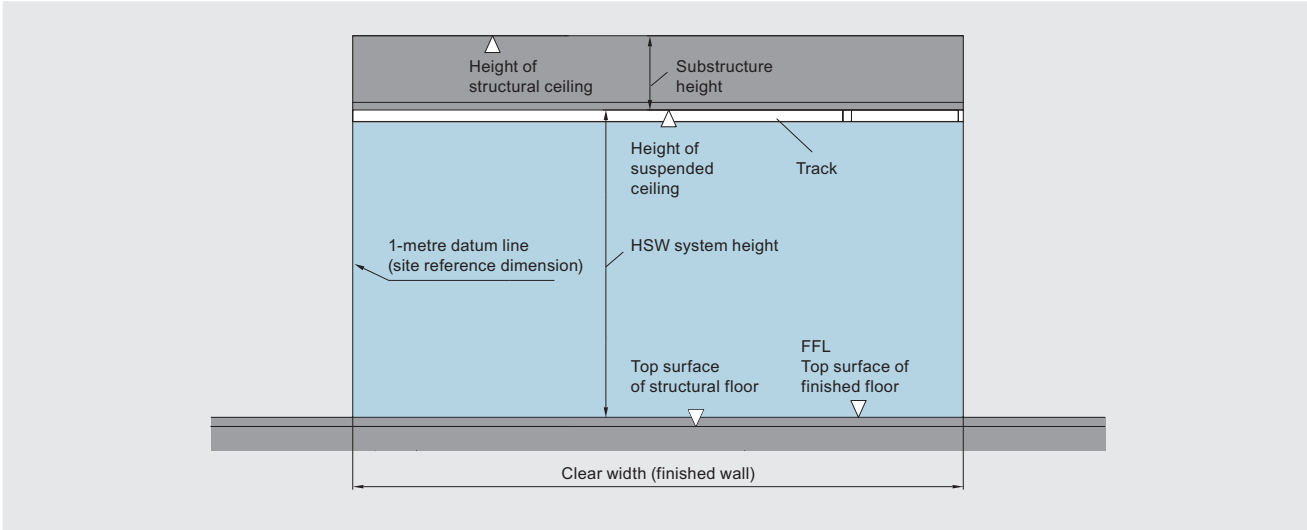 Height of
structural ceiling
Substructure
height
Height of
suspended
ceiling
Track
1-metre datum line
(site reference dimension)
HSW system height
Top surface
of structural floor
FFL
Top surface of
finished floor
Clear width (finished wall)